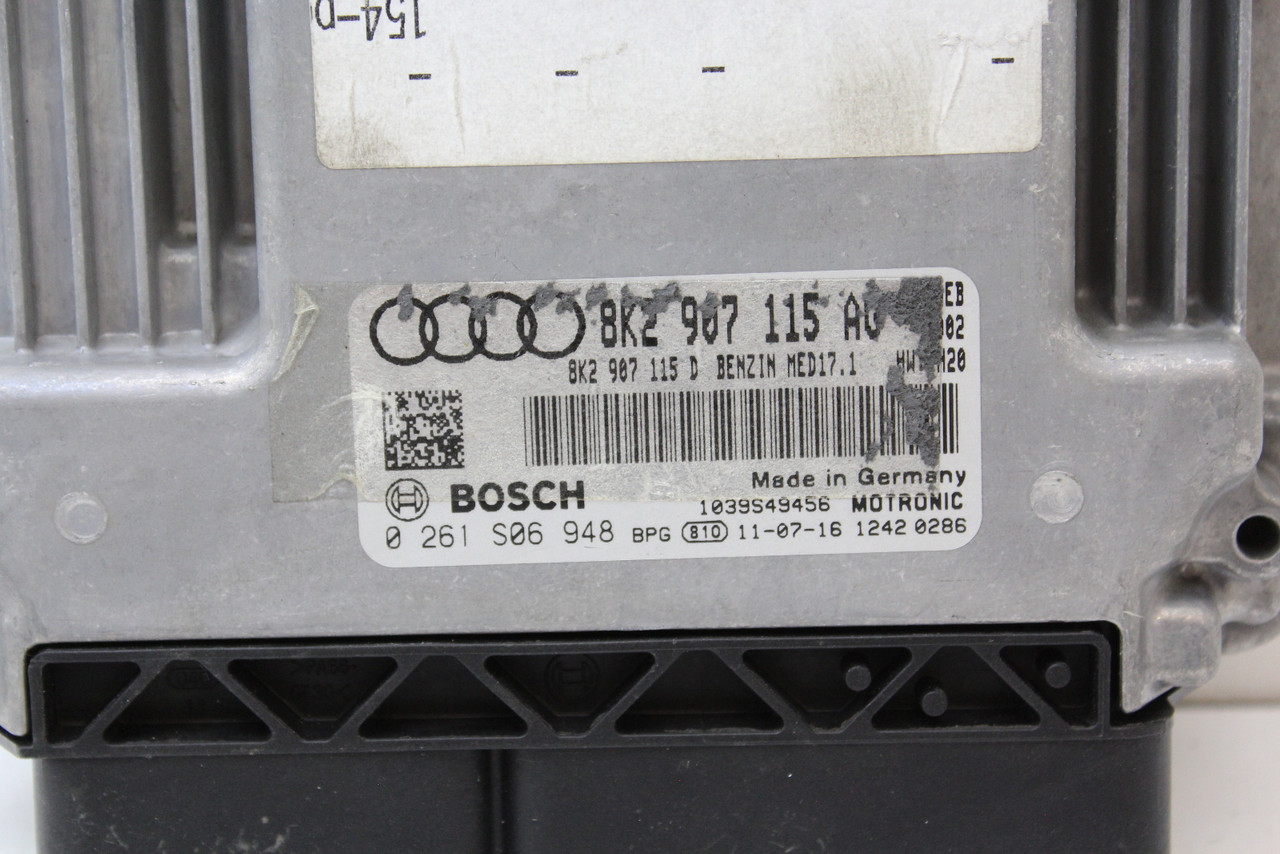 154-p
8K2 907 115
8K2 907 115 D BENZIN MED17.1
BOSCH
Made in Germany
1039S49456 MOTRONIC
0 261 S06 948 BPG 810 11-07-16 1242 0286